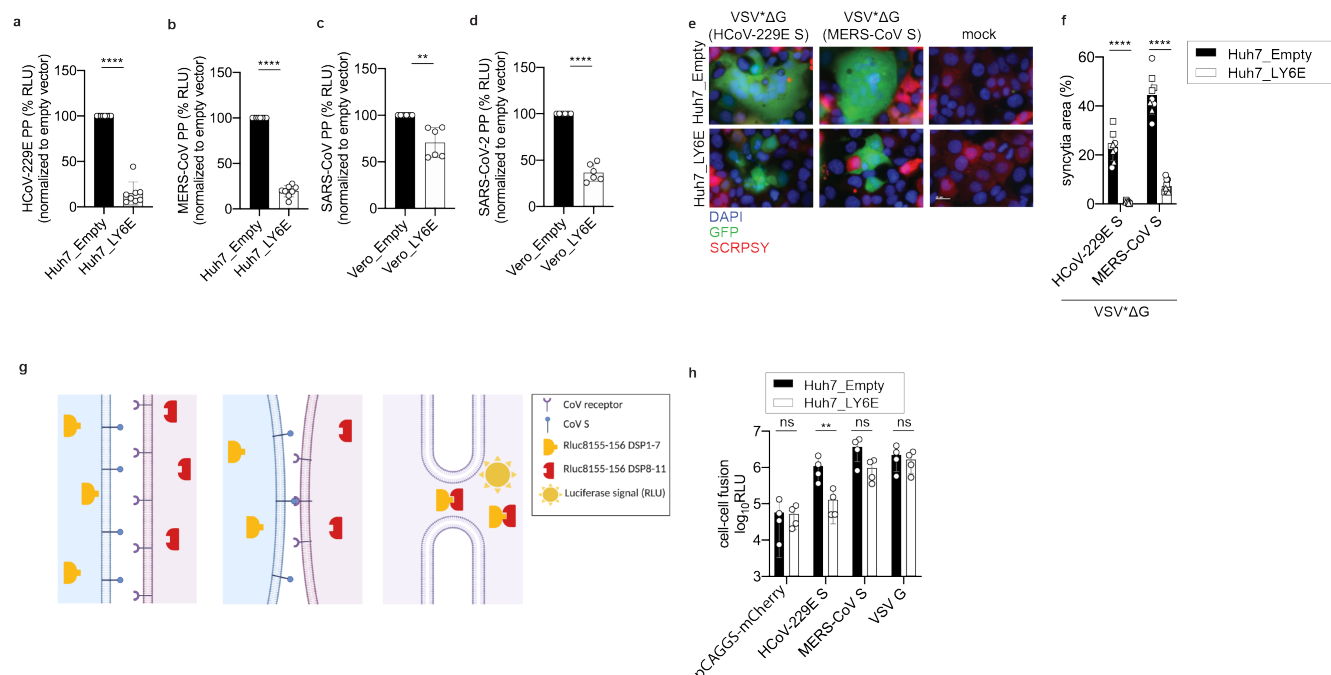 a
HCoV-229E PP (% RLU)
(normalized to empty vector)
150
100
50
0
****
Huh7_Empty
Huh7_LY6E
b
MERS-CoV PP (% RLU)
(normalized to empty vector)
150
100
50
0
****
Huh7_Empty
Huh7_LY6E
c
SARS-CoV PP (% RLU)
(normalized to empty vector)
150
100
50
0
**
Vero_Empty
Vero_LY6E
d
SARS-CoV-2 PP (% RLU)
(normalized to empty vector)
150
100
50
0
****
Vero_Empty
Vero_LY6E
e
VSV*ΔG
(HCoV-229E S)
VSV*ΔG
(MERS-CoV S)
mock
Huh7_Empty
Huh7_LY6E
DAPI
GFP
SCRPSY
f
syncytia area (%)
60
40
20
0
****
****
HCoV-229E S
MERS-CoV S
VSV*ΔG
Huh7_Empty
Huh7_LY6E
g
CoV receptor
CoV S
Rluc8155-156 DSP1-7
Rluc8155-156 DSP8-11
Luciferase signal (RLU)
h
Huh7_Empty
Huh7_LY6E
cell-cell fusion
log10RLU
7
6
5
4
3
ns
**
ns
ns
pCAGGS-mCherry
HCoV-229E S
MERS-CoV S
VSV G